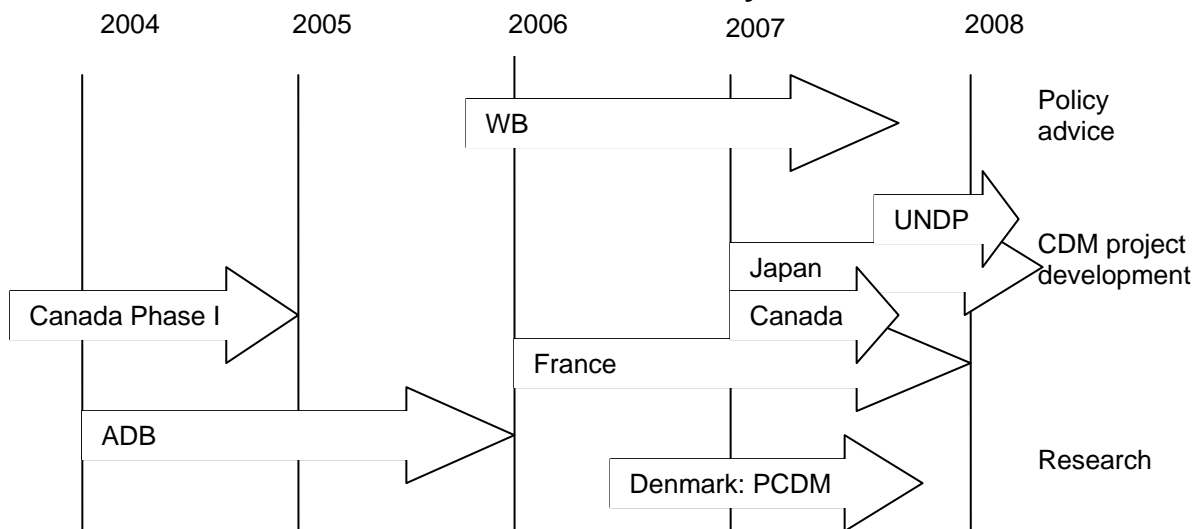 2004 2005 2006 2007 2008
WB
Policy
advice
UNDP
CDM project
development
Japan
Canada Phase I
Canada
France
ADB
Research
Denmark: PCDM